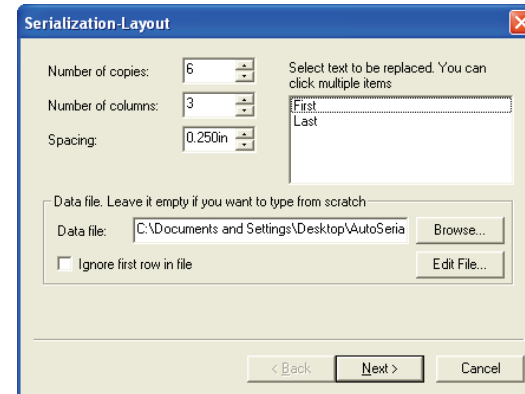 Serialization-Layout
Number of copies: 6
Number of columns: 3
Spacing: 0.250in
Select text to be replaced. You can
click multiple items
First
Last
Data file. Leave it empty if you want to type from scratch
Data file: C:\Documents and Settings\Desktop\AutoSeria
Browse...
Ignore first row in file
Edit File...
< Back
Next >
Cancel